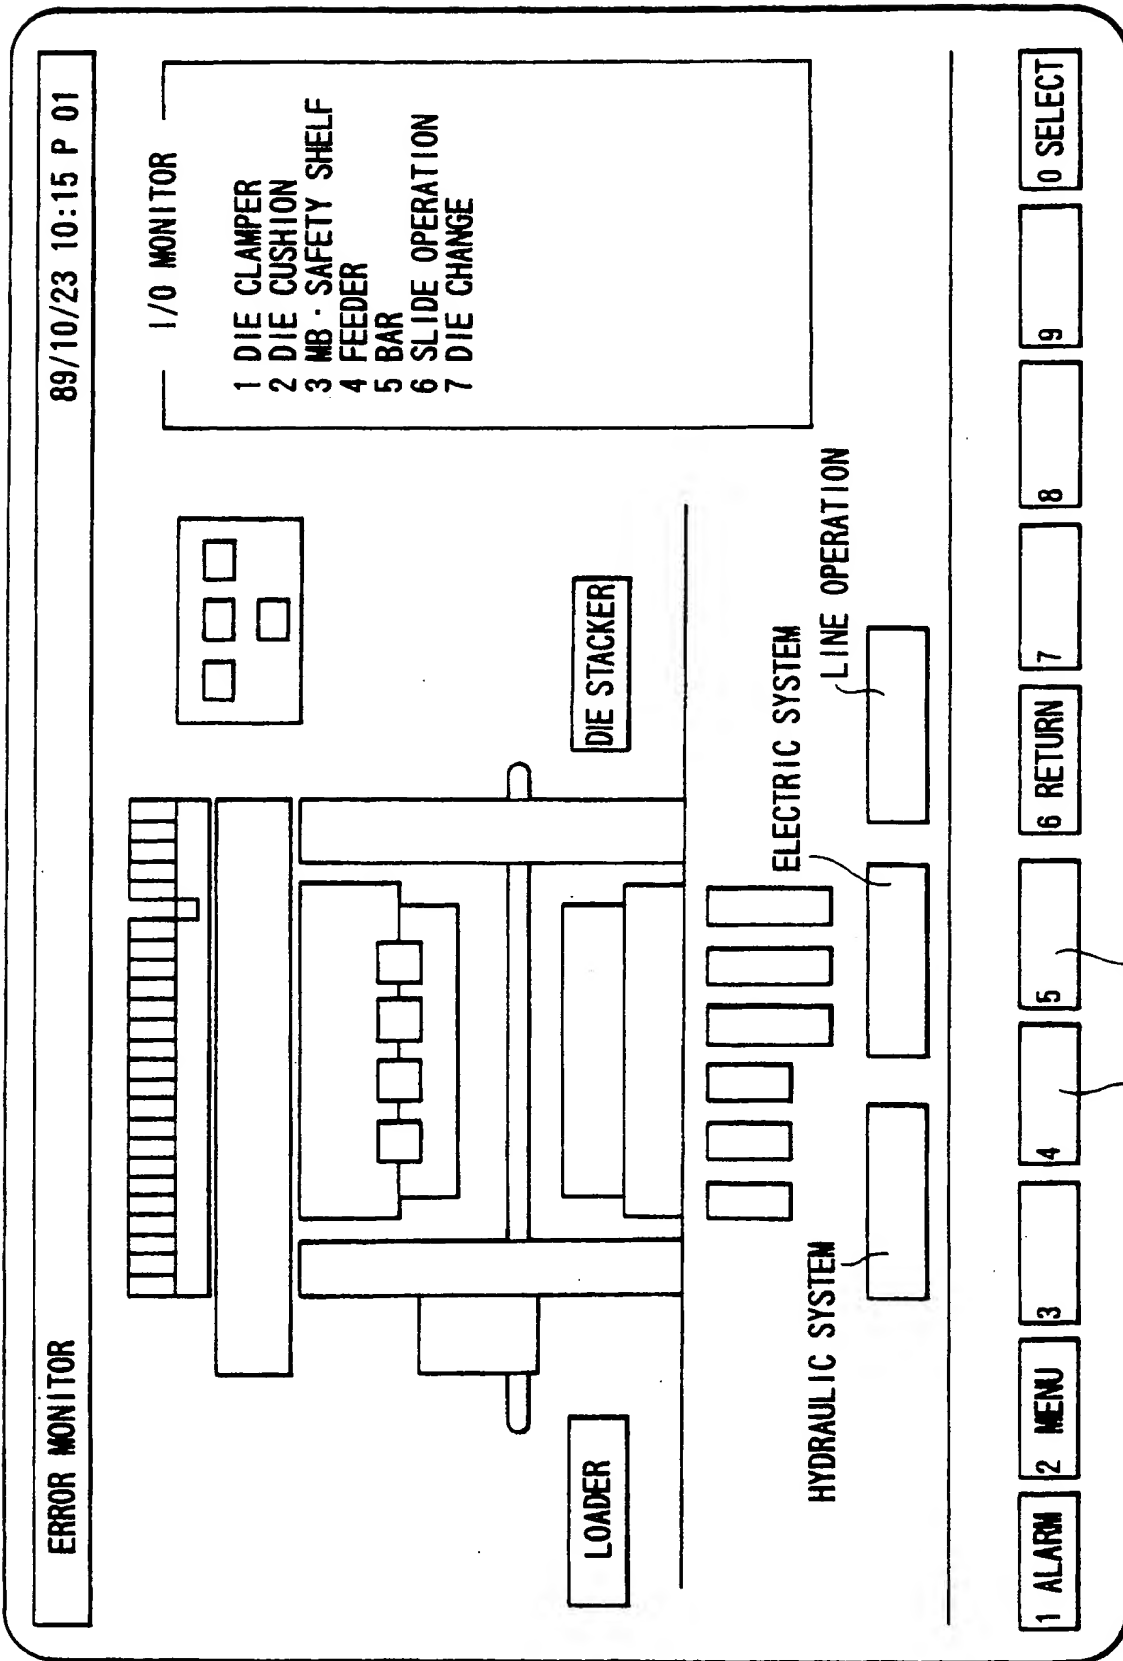 ERROR MONITOR 89/10/23 10:15 P 01
I/O MONITOR
1 DIE CLAMPER
2 DIE CUSHION
3 MB · SAFETY SHELF
4 FEEDER
5 BAR
6 SLIDE OPERATION
7 DIE CHANGE
LOADER
DIE STACKER
HYDRAULIC SYSTEM
ELECTRIC SYSTEM
LINE OPERATION
1 ALARM
2 MENU
3
4
5
6 RETURN
7
8
9
0 SELECT